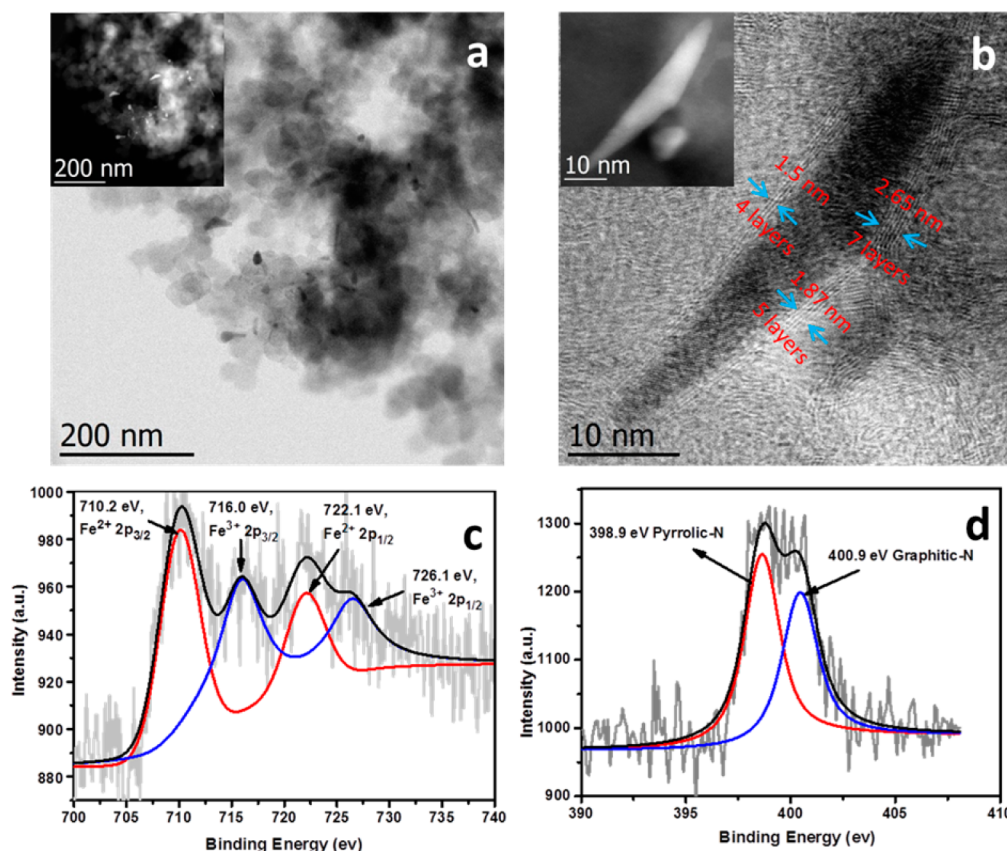 a
200 nm
200 nm
b
10 nm
1.5 nm
4 layers
2.65 nm
7 layers
1.87 nm
5 layers
10 nm
c
1000
980
960
940
920
900
880
710.2 eV,
Fe²⁺ 2p3/2
716.0 eV,
Fe³⁺ 2p3/2
722.1 eV,
Fe²⁺ 2p1/2
726.1 eV,
Fe³⁺ 2p1/2
Intensity (a.u.)
700 705 710 715 720 725 730 735 740
Binding Energy (ev)
d
1300
1200
1100
1000
900
398.9 eV Pyrrolic-N
400.9 eV Graphitic-N
Intensity (a.u.)
390 395 400 405 410
Binding Energy (ev)